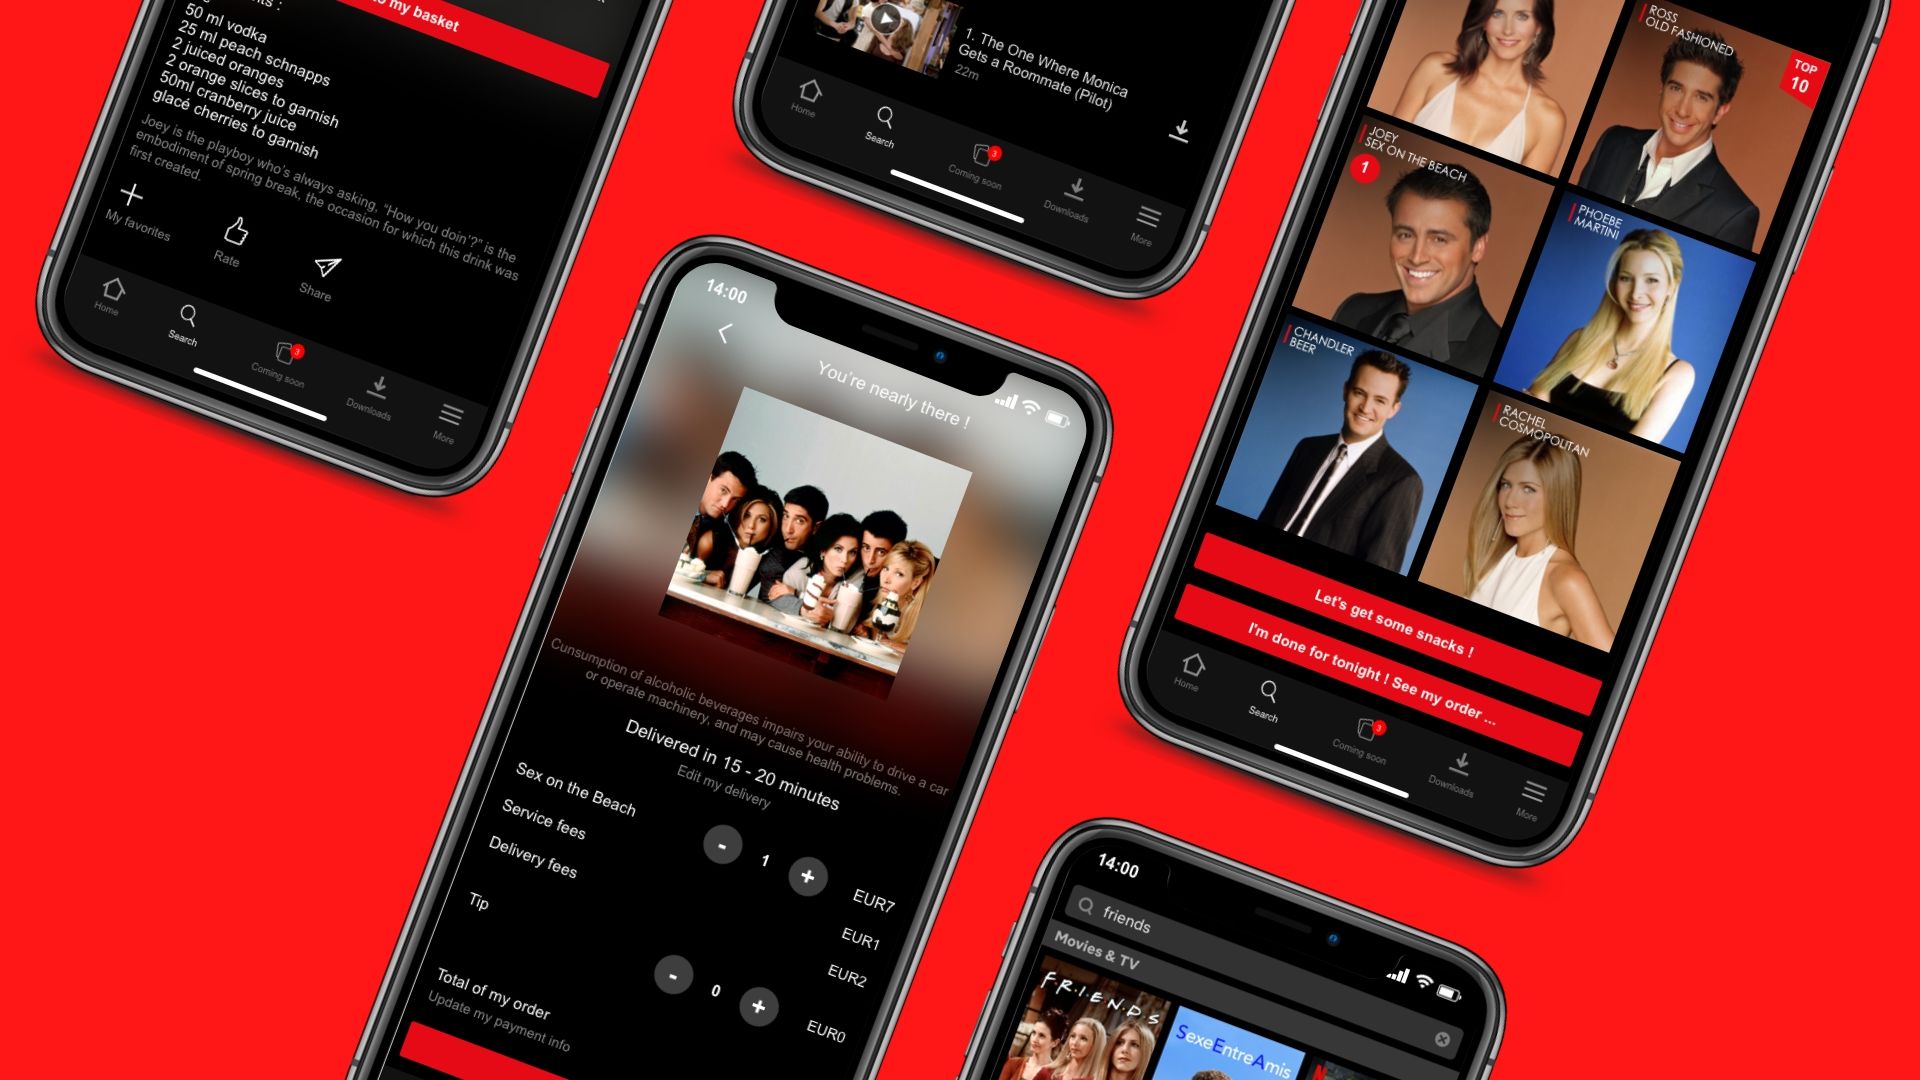 to my basket
50 ml vodka
25 ml peach schnapps
2 juiced oranges
2 orange slices to garnish
50ml cranberry juice
glacé cherries to garnish
Joey is the playboy who's always asking, "How you doin'?" is the
embodiment of spring break, the occasion for which this drink was
first created.
My favorites
Rate
Share
Home
Search
Coming soon
3
Downloads
More
1. The One Where Monica
Gets a Roommate (Pilot)
22m
Home
Search
Coming soon
3
Downloads
More
14:00
You're nearly there !
Cunsumption of alcoholic beverages impairs your ability to drive a car
or operate machinery, and may cause health problems.
Delivered in 15 - 20 minutes
Edit my delivery
Sex on the Beach
- 1 +
EUR7
Service fees
EUR1
Delivery fees
EUR2
Tip
- 0 +
EUR0
Total of my order
Update my payment info
ROSS
OLD FASHIONED
TOP
10
JOEY
SEX ON THE BEACH
1
PHOEBE
MARTINI
CHANDLER
BEER
RACHEL
COSMOPOLITAN
Let's get some snacks !
I'm done for tonight ! See my order ...
Home
Search
Coming soon
3
Downloads
More
14:00
friends
Movies & TV
F.R.I.E.N.D.S
SexeEntreAmis
N